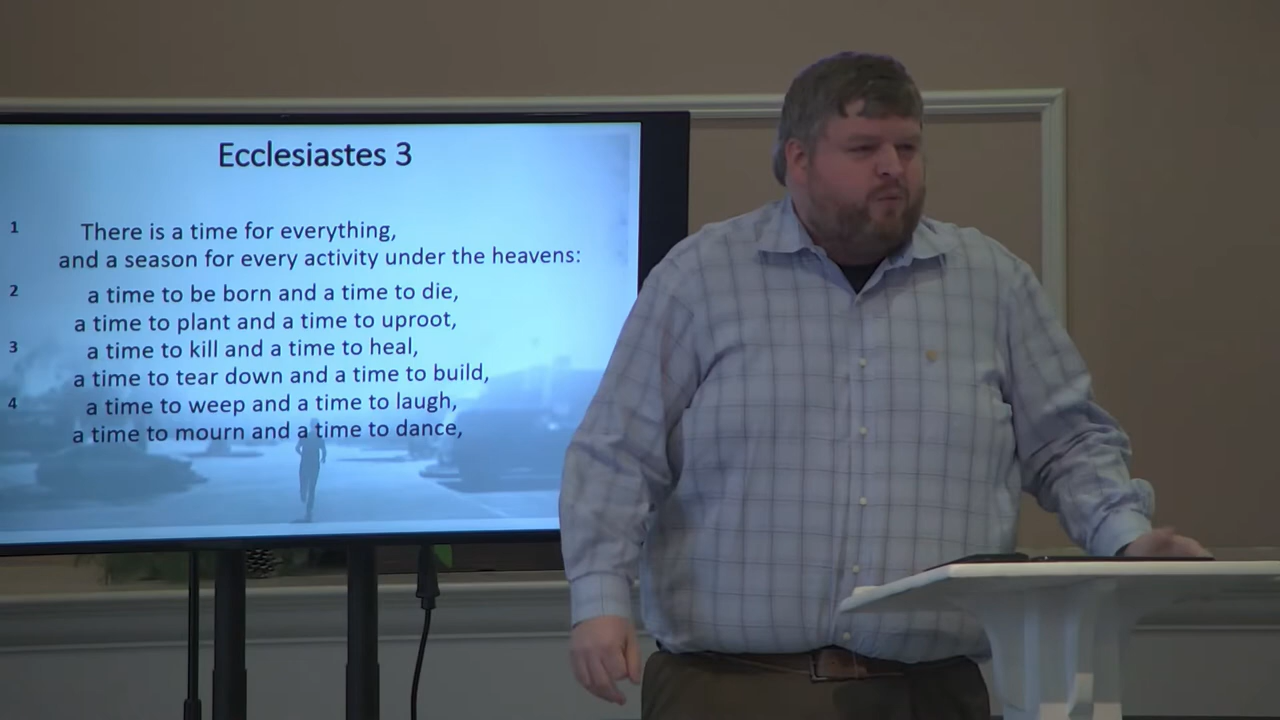 Ecclesiastes 3
1 There is a time for everything,
and a season for every activity under the heavens:
2 a time to be born and a time to die,
a time to plant and a time to uproot,
3 a time to kill and a time to heal,
a time to tear down and a time to build,
4 a time to weep and a time to laugh,
a time to mourn and a time to dance,